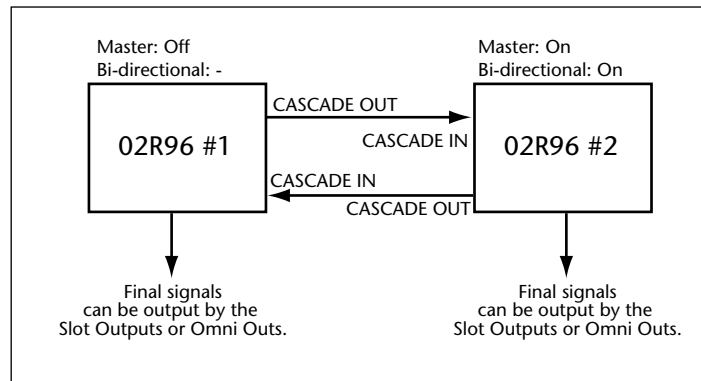 Master: Off
Bi-directional: -
Master: On
Bi-directional: On
CASCADE OUT
CASCADE IN
02R96 #1
02R96 #2
CASCADE IN
CASCADE OUT
Final signals
can be output by the
Slot Outputs or Omni Outs.
Final signals
can be output by the
Slot Outputs or Omni Outs.